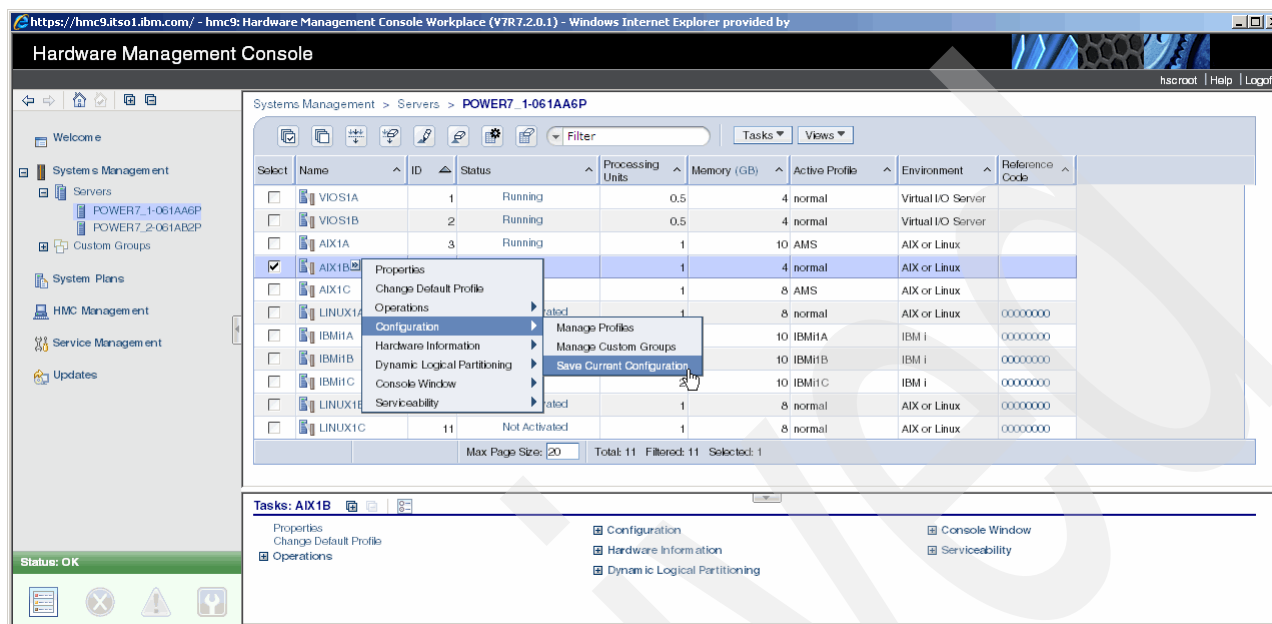 https://hmc9.itso1.ibm.com/ - hmc9: Hardware Management Console Workplace (V7R7.2.0.1) - Windows Internet Explorer provided by
Hardware Management Console
hscroot | Help | Logof
Systems Management > Servers > POWER7_1-061AA6P
Welcome
Systems Management
Servers
POWER7_1-061AA6P
POWER7_2-061AB2P
Custom Groups
System Plans
HMC Management
Service Management
Updates
Filter Tasks Views
Select Name ID Status Processing Units Memory (GB) Active Profile Environment Reference Code
VIOS1A 1 Running 0.5 4 normal Virtual I/O Server
VIOS1B 2 Running 0.5 4 normal Virtual I/O Server
AIX1A 3 Running 1 10 AMS AIX or Linux
AIX1B 1 4 normal AIX or Linux
AIX1C 1 8 AMS AIX or Linux
LINUX1A vated 1 8 normal AIX or Linux 00000000
IBMi1A 10 IBMi1A IBM i 00000000
IBMi1B 10 IBMi1B IBM i 00000000
IBMi1C 2 10 IBMi1C IBM i 00000000
LINUX1B vated 1 8 normal AIX or Linux 00000000
LINUX1C 11 Not Activated 1 8 normal AIX or Linux 00000000
Properties
Change Default Profile
Operations
Configuration
Hardware Information
Dynamic Logical Partitioning
Console Window
Serviceability
Manage Profiles
Manage Custom Groups
Save Current Configuration
Max Page Size: 20 Total: 11 Filtered: 11 Selected: 1
Tasks: AIX1B
Properties
Change Default Profile
Operations
Configuration
Hardware Information
Dynamic Logical Partitioning
Console Window
Serviceability
Status: OK